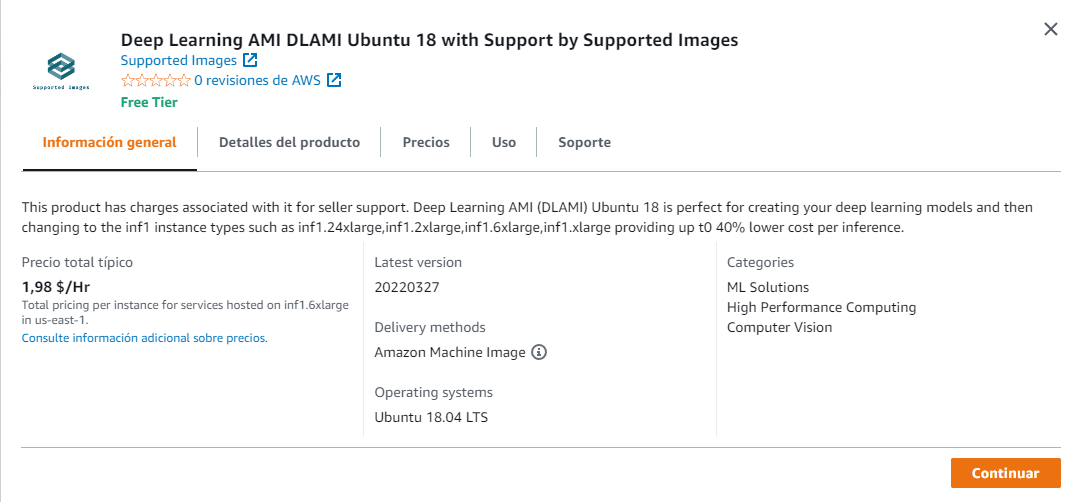 Deep Learning AMI DLAMI Ubuntu 18 with Support by Supported Images
Supported Images
Supported Images
0 revisiones de AWS
Free Tier
Información general
Detalles del producto
Precios
Uso
Soporte
This product has charges associated with it for seller support. Deep Learning AMI (DLAMI) Ubuntu 18 is perfect for creating your deep learning models and then
changing to the inf1 instance types such as inf1.24xlarge,inf1.2xlarge,inf1.6xlarge,inf1.xlarge providing up t0 40% lower cost per inference.
Precio total típico
1,98 $/Hr
Total pricing per instance for services hosted on inf1.6xlarge
in us-east-1.
Consulte información adicional sobre precios.
Latest version
20220327
Delivery methods
Amazon Machine Image
Operating systems
Ubuntu 18.04 LTS
Categories
ML Solutions
High Performance Computing
Computer Vision
Continuar